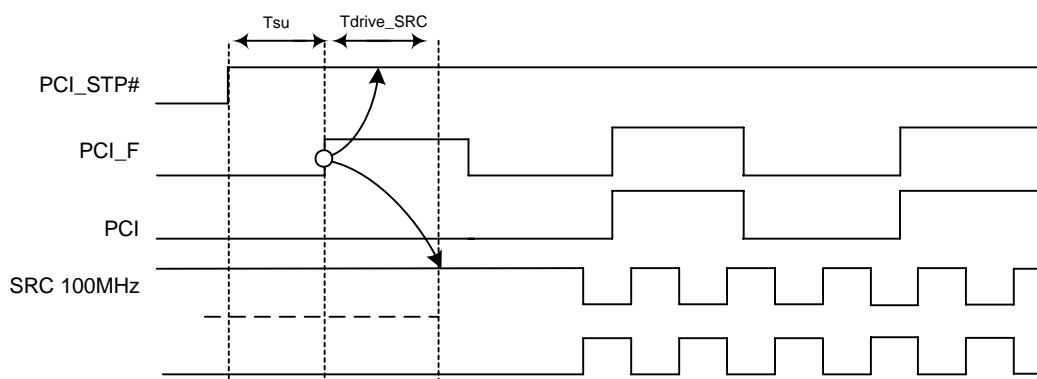 Tsu Tdrive_SRC
PCI_STP#
PCI_F
PCI
SRC 100MHz